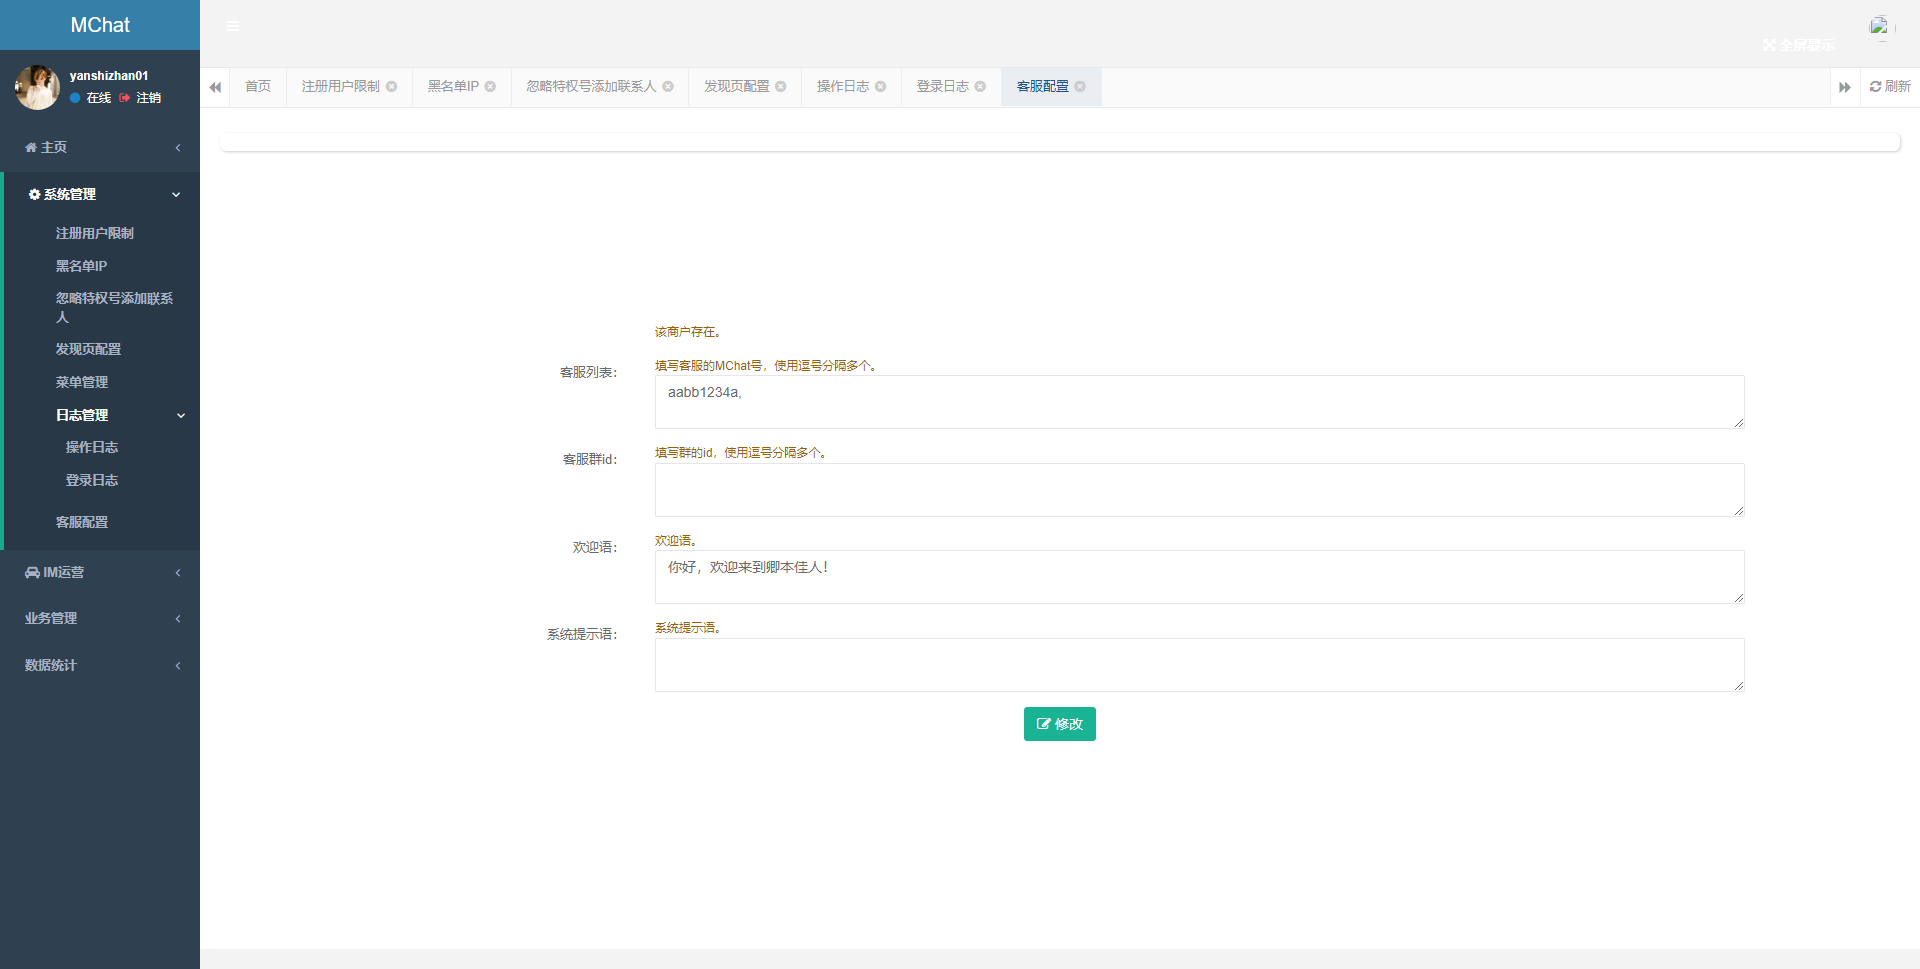 MChat
yanshizhan01
在线 注销
主页
系统管理
注册用户限制
黑名单IP
忽略特权号添加联系
人
发现页配置
菜单管理
日志管理
操作日志
登录日志
客服配置
IM运营
业务管理
数据统计
全屏显示
首页 注册用户限制 黑名单IP 忽略特权号添加联系人 发现页配置 操作日志 登录日志 客服配置 刷新
该商户存在。
填写客服的MChat号，使用逗号分隔多个。
客服列表：
aabb1234a,
填写群的id，使用逗号分隔多个。
客服群id：
欢迎语。
欢迎语：
你好，欢迎来到卿本佳人！
系统提示语。
系统提示语：
修改